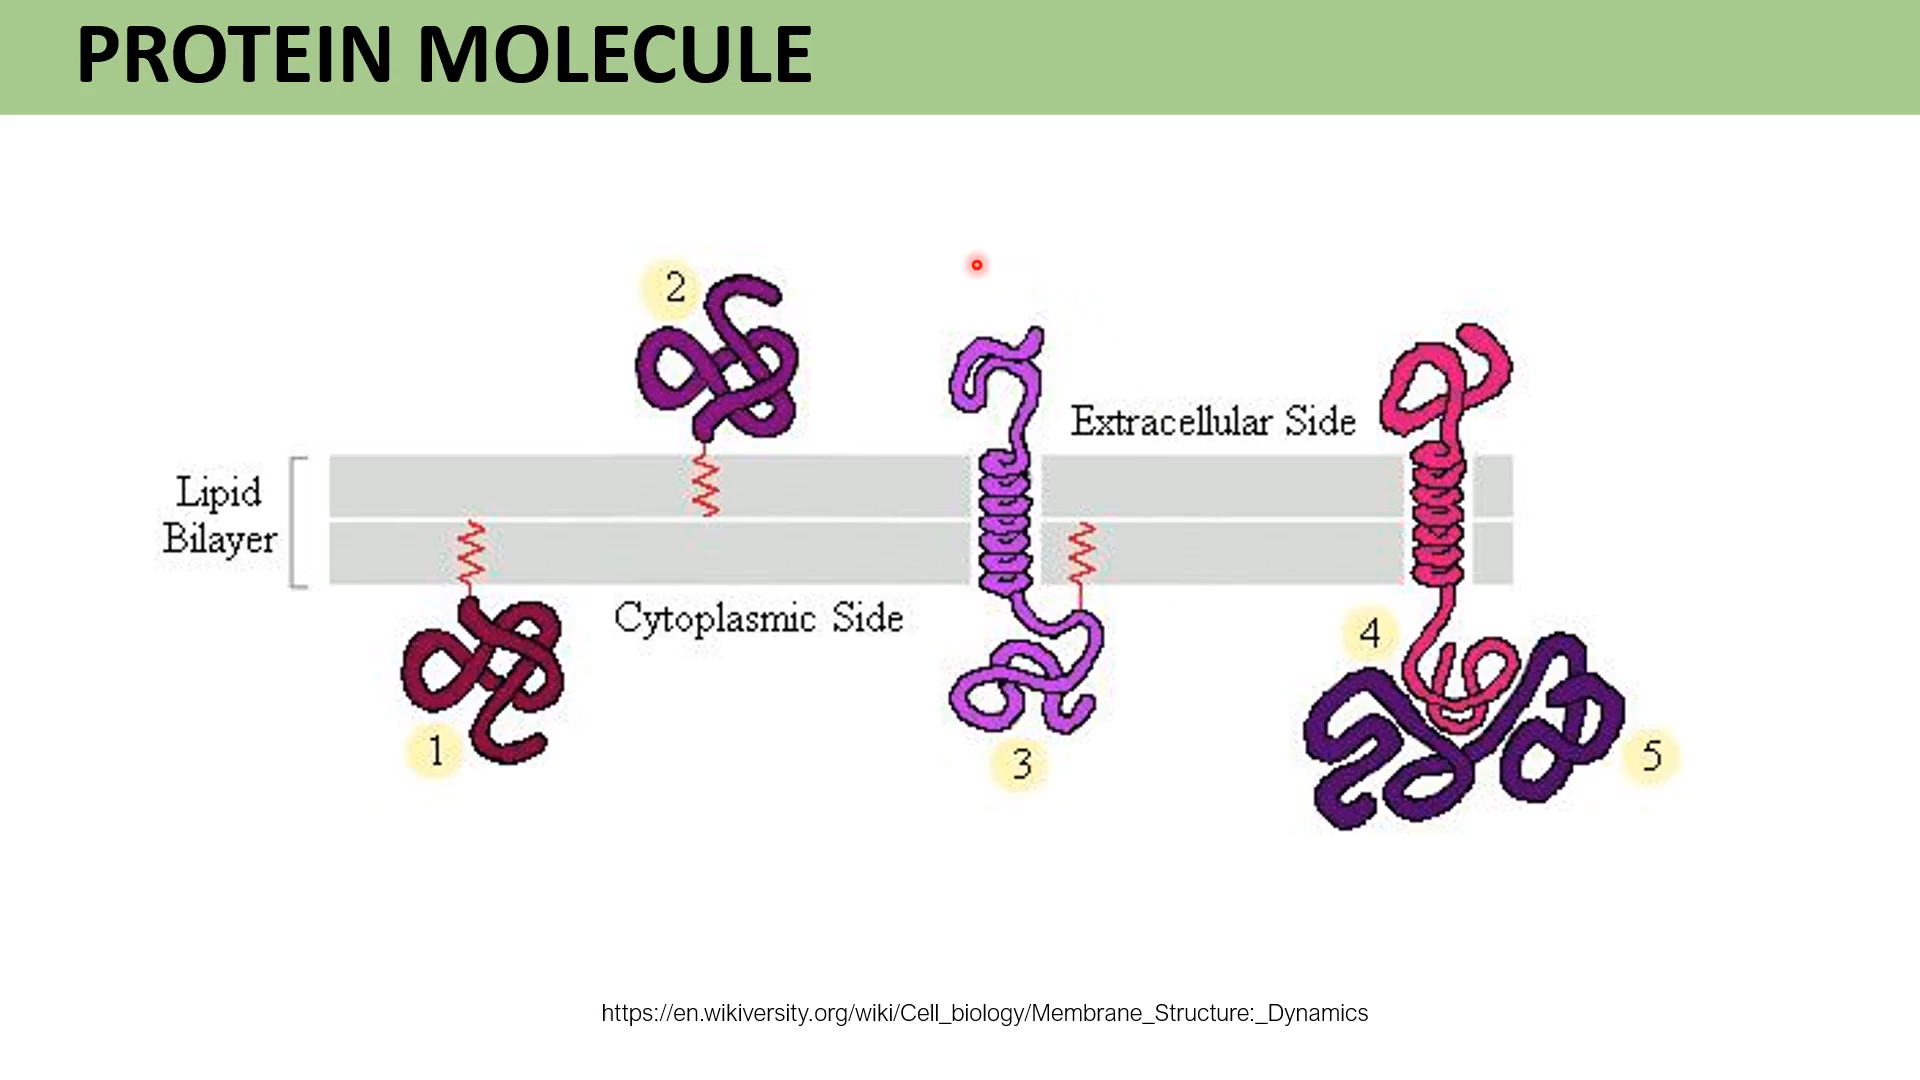 PROTEIN MOLECULE
2
Extracellular Side
Lipid
Bilayer
Cytoplasmic Side
4
1
3
5
https://en.wikiversity.org/wiki/Cell_biology/Membrane_Structure:_Dynamics